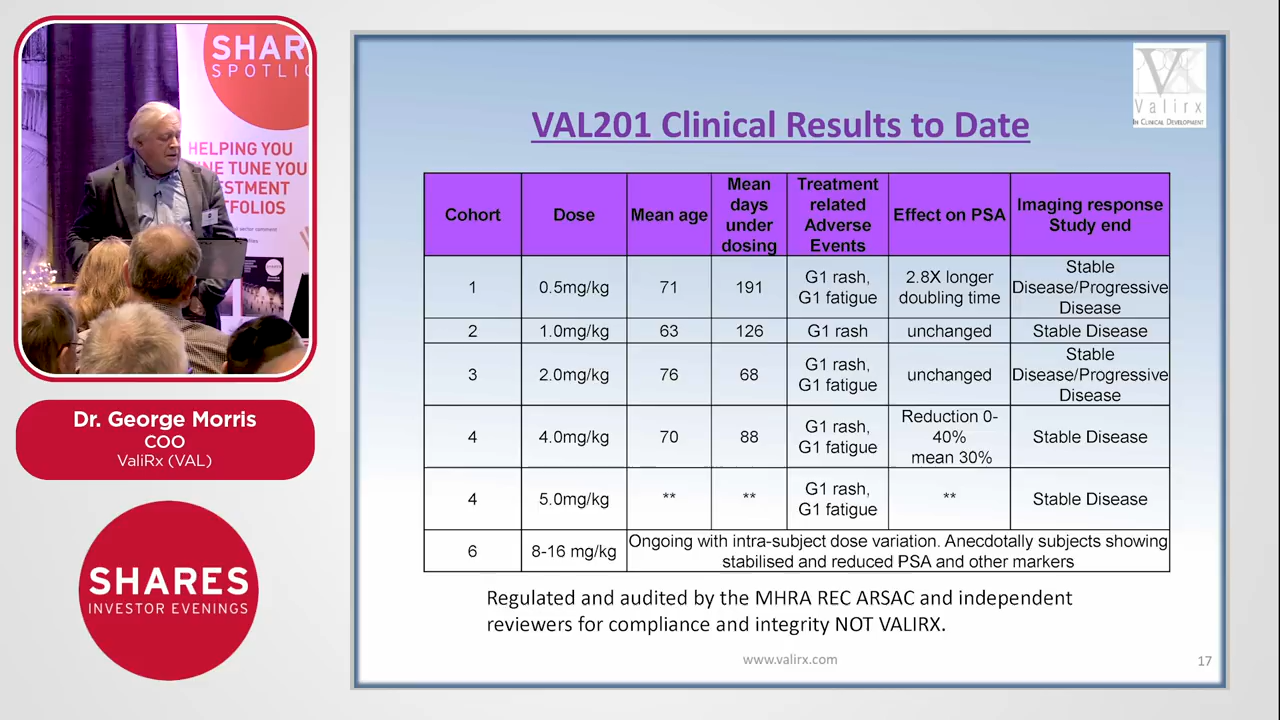 SHAR
SPOTLIG
HELPING YOU
INE TUNE YOU
ESTMENT
FOLIOS
Dr. George Morris
COO
ValiRx (VAL)
SHARES
INVESTOR EVENINGS
V
Valirx
IN CLINICAL DEVELOPMENT
VAL201 Clinical Results to Date
Cohort Dose Mean age Mean days under dosing Treatment related Adverse Events Effect on PSA Imaging response Study end
1 0.5mg/kg 71 191 G1 rash, G1 fatigue 2.8X longer doubling time Stable Disease/Progressive Disease
2 1.0mg/kg 63 126 G1 rash unchanged Stable Disease
3 2.0mg/kg 76 68 G1 rash, G1 fatigue unchanged Stable Disease/Progressive Disease
4 4.0mg/kg 70 88 G1 rash, G1 fatigue Reduction 0-40% mean 30% Stable Disease
4 5.0mg/kg ** ** G1 rash, G1 fatigue ** Stable Disease
6 8-16 mg/kg Ongoing with intra-subject dose variation. Anecdotally subjects showing stabilised and reduced PSA and other markers
Regulated and audited by the MHRA REC ARSAC and independent
reviewers for compliance and integrity NOT VALIRX.
www.valirx.com
17